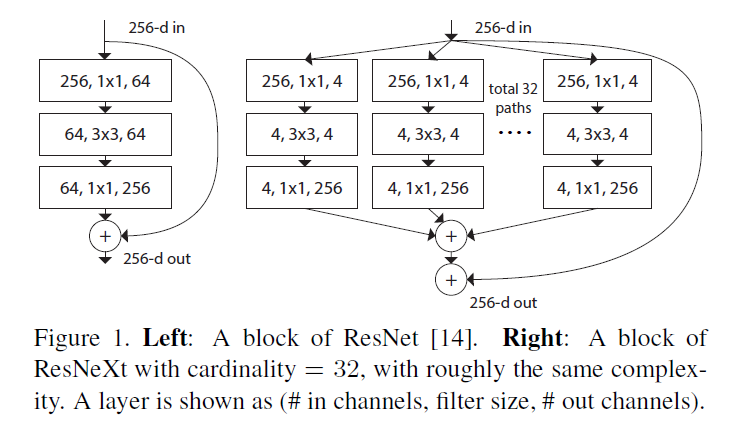 256-d in
256, 1x1, 64
64, 3x3, 64
64, 1x1, 256
+
256-d out
256-d in
256, 1x1, 4
256, 1x1, 4
total 32
paths
....
256, 1x1, 4
4, 3x3, 4
4, 3x3, 4
4, 3x3, 4
4, 1x1, 256
4, 1x1, 256
4, 1x1, 256
+
+
256-d out
Figure 1. Left: A block of ResNet [14]. Right: A block of
ResNeXt with cardinality = 32, with roughly the same complex-
ity. A layer is shown as (# in channels, filter size, # out channels).